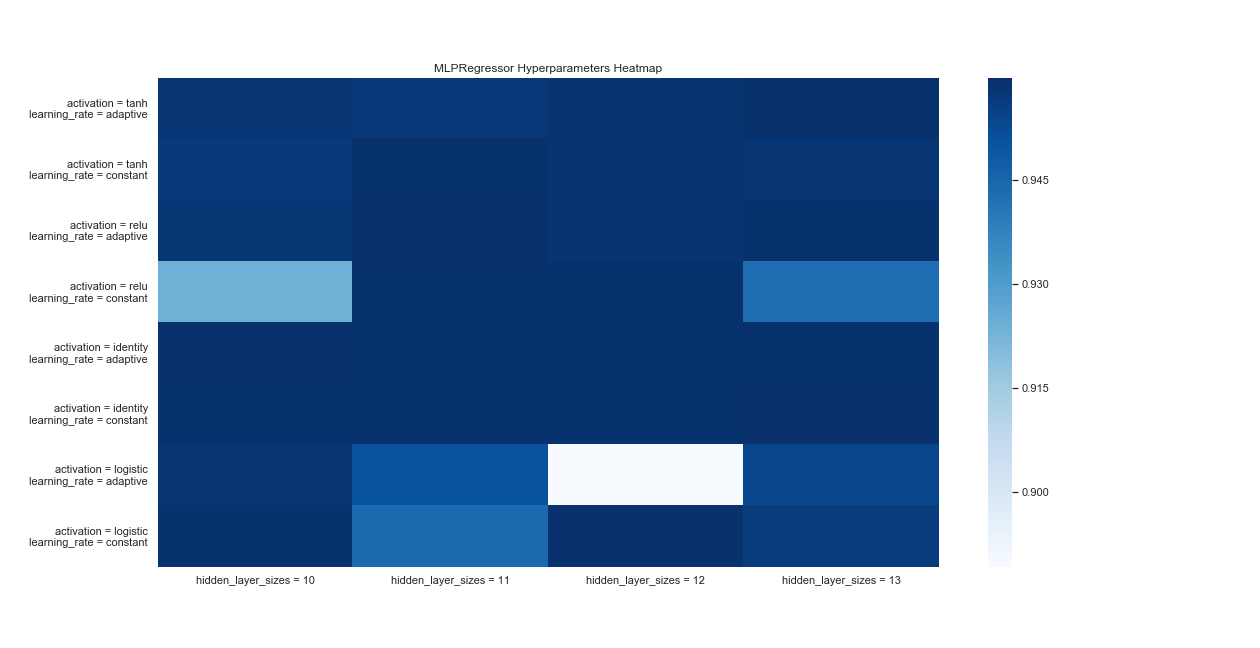 MLPRegressor Hyperparameters Heatmap
activation = tanh
learning_rate = adaptive
activation = tanh
learning_rate = constant
activation = relu
learning_rate = adaptive
activation = relu
learning_rate = constant
activation = identity
learning_rate = adaptive
activation = identity
learning_rate = constant
activation = logistic
learning_rate = adaptive
activation = logistic
learning_rate = constant
hidden_layer_sizes = 10
hidden_layer_sizes = 11
hidden_layer_sizes = 12
hidden_layer_sizes = 13
0.945
0.930
0.915
0.900